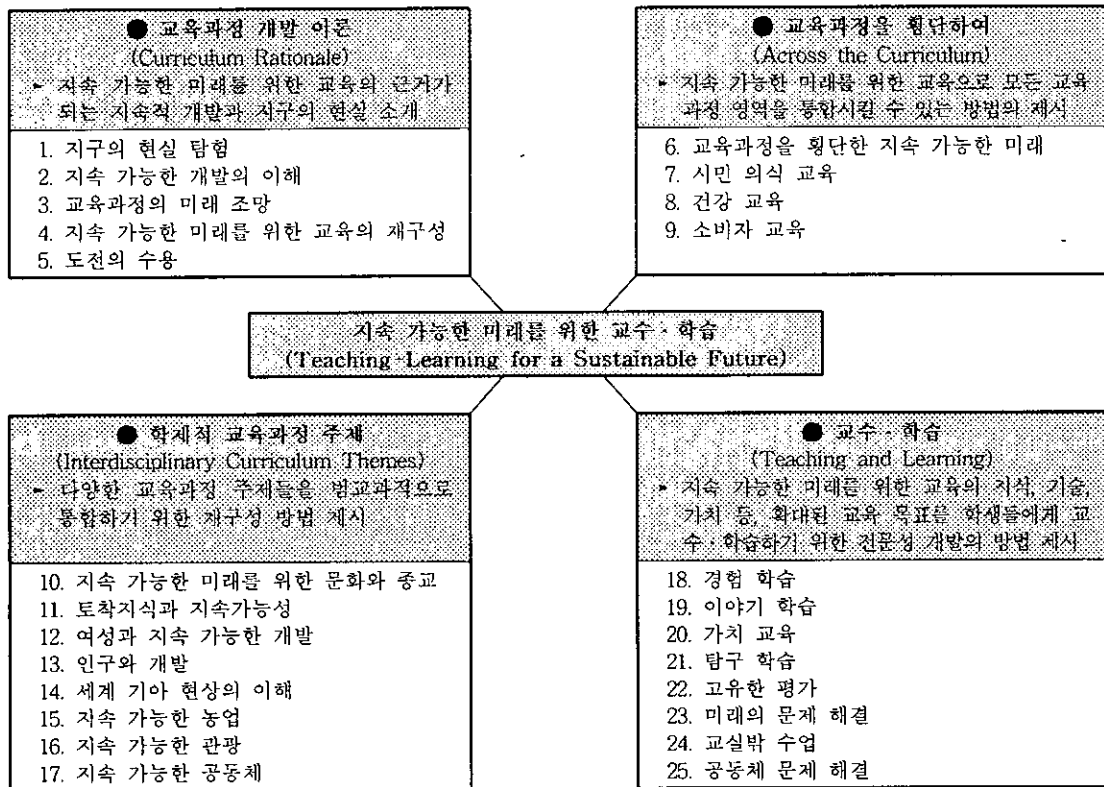 ● 교육과정 개발 이론
(Curriculum Rationale)
- 지속 가능한 미래를 위한 교육의 근거가
되는 지속적 개발과 지구의 현실 소개
1. 지구의 현실 탐험
2. 지속 가능한 개발의 이해
3. 교육과정의 미래 조망
4. 지속 가능한 미래를 위한 교육의 재구성
5. 도전의 수용
● 교육과정을 횡단하여
(Across the Curriculum)
- 지속 가능한 미래를 위한 교육으로 모든 교육
과정 영역을 통합시킬 수 있는 방법의 제시
6. 교육과정을 횡단한 지속 가능한 미래
7. 시민 의식 교육
8. 건강 교육
9. 소비자 교육
지속 가능한 미래를 위한 교수 · 학습
(Teaching-Learning for a Sustainable Future)
● 학제적 교육과정 주제
(Interdisciplinary Curriculum Themes)
- 다양한 교육과정 주제들을 범교과적으로
통합하기 위한 재구성 방법 제시
10. 지속 가능한 미래를 위한 문화와 종교
11. 토착지식과 지속가능성
12. 여성과 지속 가능한 개발
13. 인구와 개발
14. 세계 기아 현상의 이해
15. 지속 가능한 농업
16. 지속 가능한 관광
17. 지속 가능한 공동체
● 교수 · 학습
(Teaching and Learning)
- 지속 가능한 미래를 위한 교육의 지식, 기술,
가치 등, 확대된 교육 목표를 학생들에게 교
수 · 학습하기 위한 전문성 개발의 방법 제시
18. 경험 학습
19. 이야기 학습
20. 가치 교육
21. 탐구 학습
22. 고유한 평가
23. 미래의 문제 해결
24. 교실밖 수업
25. 공동체 문제 해결